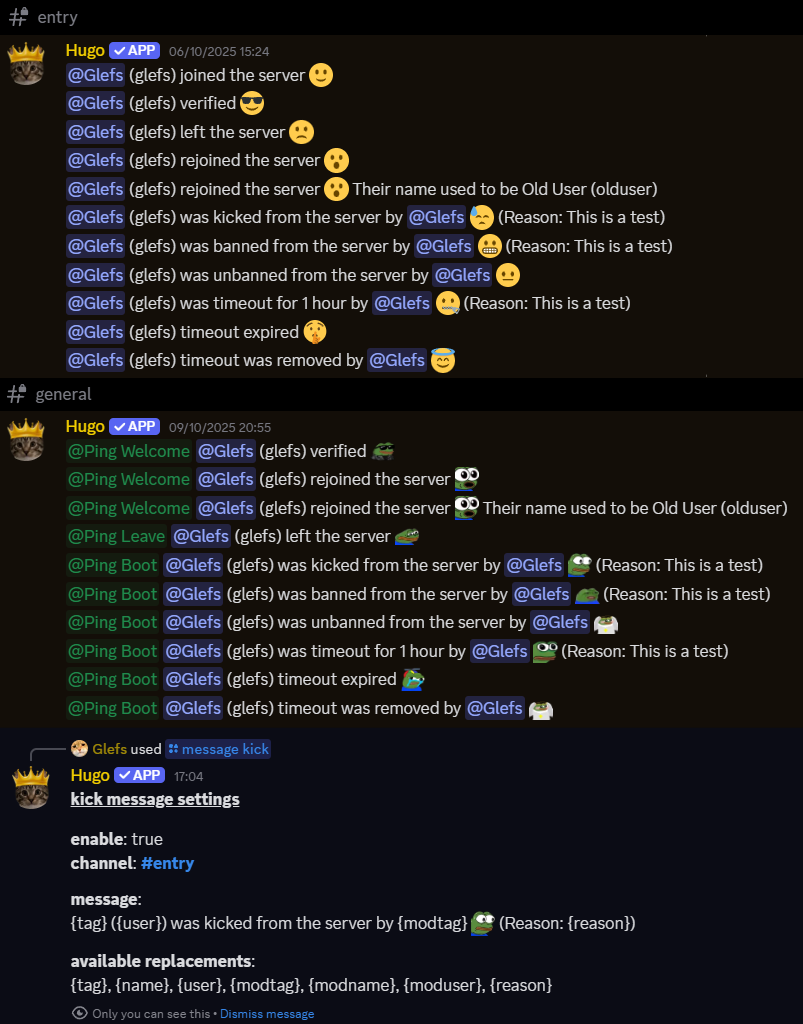 entry
Hugo ✓ APP 06/10/2025 15:24
@Glefs (glefs) joined the server 🙂
@Glefs (glefs) verified 😎
@Glefs (glefs) left the server 🙁
@Glefs (glefs) rejoined the server 😮
@Glefs (glefs) rejoined the server 😮 Their name used to be Old User (olduser)
@Glefs (glefs) was kicked from the server by @Glefs 😓 (Reason: This is a test)
@Glefs (glefs) was banned from the server by @Glefs 😬 (Reason: This is a test)
@Glefs (glefs) was unbanned from the server by @Glefs 😐
@Glefs (glefs) was timeout for 1 hour by @Glefs 🤐 (Reason: This is a test)
@Glefs (glefs) timeout expired 🤫
@Glefs (glefs) timeout was removed by @Glefs 😇
general
Hugo ✓ APP 09/10/2025 20:55
@Ping Welcome @Glefs (glefs) verified
@Ping Welcome @Glefs (glefs) rejoined the server
@Ping Welcome @Glefs (glefs) rejoined the server Their name used to be Old User (olduser)
@Ping Leave @Glefs (glefs) left the server
@Ping Boot @Glefs (glefs) was kicked from the server by @Glefs (Reason: This is a test)
@Ping Boot @Glefs (glefs) was banned from the server by @Glefs (Reason: This is a test)
@Ping Boot @Glefs (glefs) was unbanned from the server by @Glefs
@Ping Boot @Glefs (glefs) was timeout for 1 hour by @Glefs (Reason: This is a test)
@Ping Boot @Glefs (glefs) timeout expired
@Ping Boot @Glefs (glefs) timeout was removed by @Glefs
Glefs used message kick
Hugo ✓ APP 17:04
kick message settings
enable: true
channel: #entry
message:
{tag} ({user}) was kicked from the server by {modtag} (Reason: {reason})
available replacements:
{tag}, {name}, {user}, {modtag}, {modname}, {moduser}, {reason}
Only you can see this • Dismiss message